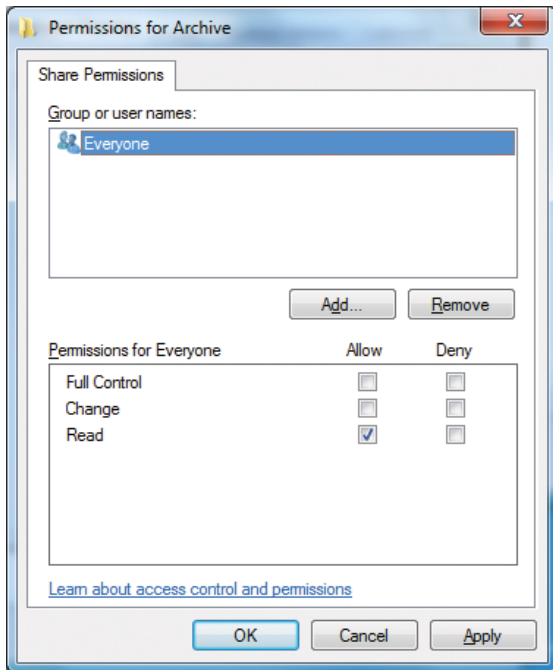 Permissions for Archive
Share Permissions
Group or user names:
Everyone
Add... Remove
Permissions for Everyone Allow Deny
Full Control
Change
Read
Learn about access control and permissions
OK Cancel Apply